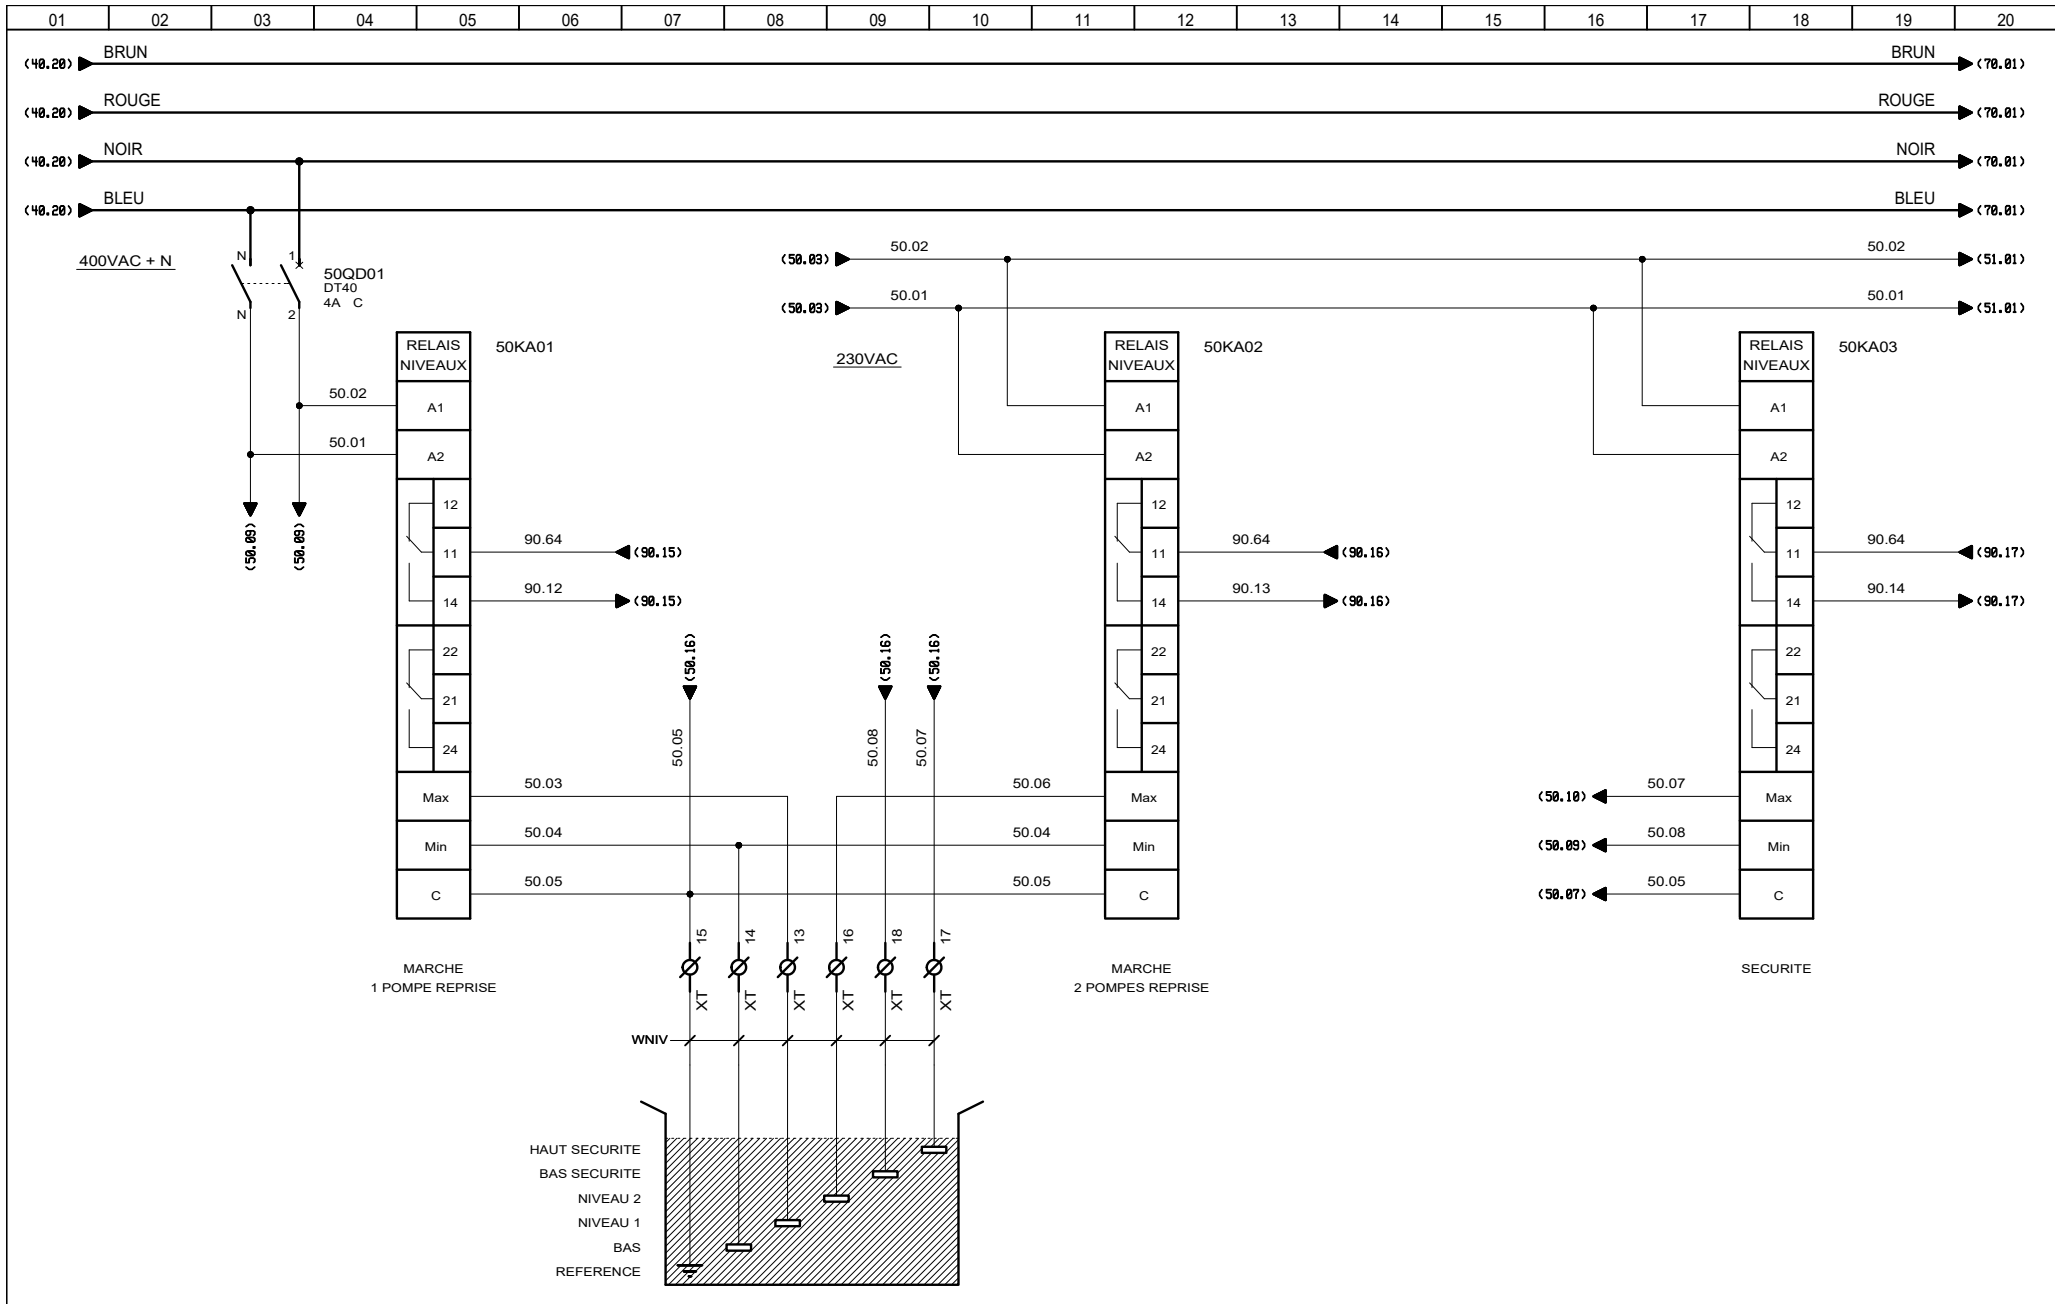 01 02 03 04 05 06 07 08 09 10 11 12 13 14 15 16 17 18 19 20
(40.20) BRUN BRUN (70.01)
(40.20) ROUGE ROUGE (70.01)
(40.20) NOIR NOIR (70.01)
(40.20) BLEU BLEU (70.01)
400VAC + N
N 1
50QD01
DT40
4A C
N 2
(50.03) 50.02 50.02 (51.01)
(50.03) 50.01 50.01 (51.01)
230VAC
RELAIS
NIVEAUX
50KA01
50.02 A1
50.01 A2
(50.09) (50.09)
12
11 90.64 (90.15)
14 90.12 (90.15)
22
21
24
Max 50.03
Min 50.04
C 50.05
MARCHE
1 POMPE REPRISE
(50.16) (50.16) (50.16)
50.05 50.08 50.07
RELAIS
NIVEAUX
50KA02
A1
A2
12
11 90.64 (90.16)
14 90.13 (90.16)
22
21
24
50.06 Max
50.04 Min
50.05 C
MARCHE
2 POMPES REPRISE
RELAIS
NIVEAUX
50KA03
A1
A2
12
11 90.64 (90.17)
14 90.14 (90.17)
22
21
24
(50.10) 50.07 Max
(50.09) 50.08 Min
(50.07) 50.05 C
SECURITE
15 14 13 16 18 17
XT XT XT XT XT XT
WNIV
HAUT SECURITE
BAS SECURITE
NIVEAU 2
NIVEAU 1
BAS
REFERENCE